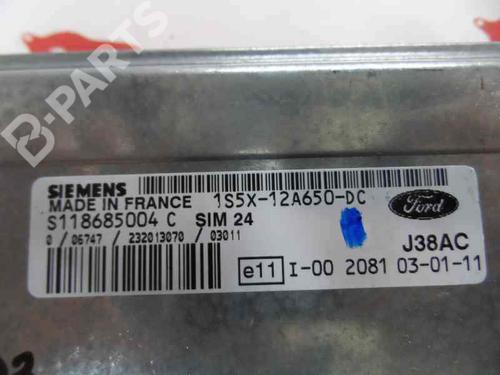 B-PARTS
SIEMENS
MADE IN FRANCE 1S5X-12A650-DC
S118685004 C SIM 24
Ford
0 / 06747 / 232013070 / 03011
J38AC
e11 I-00 2081 03-01-11